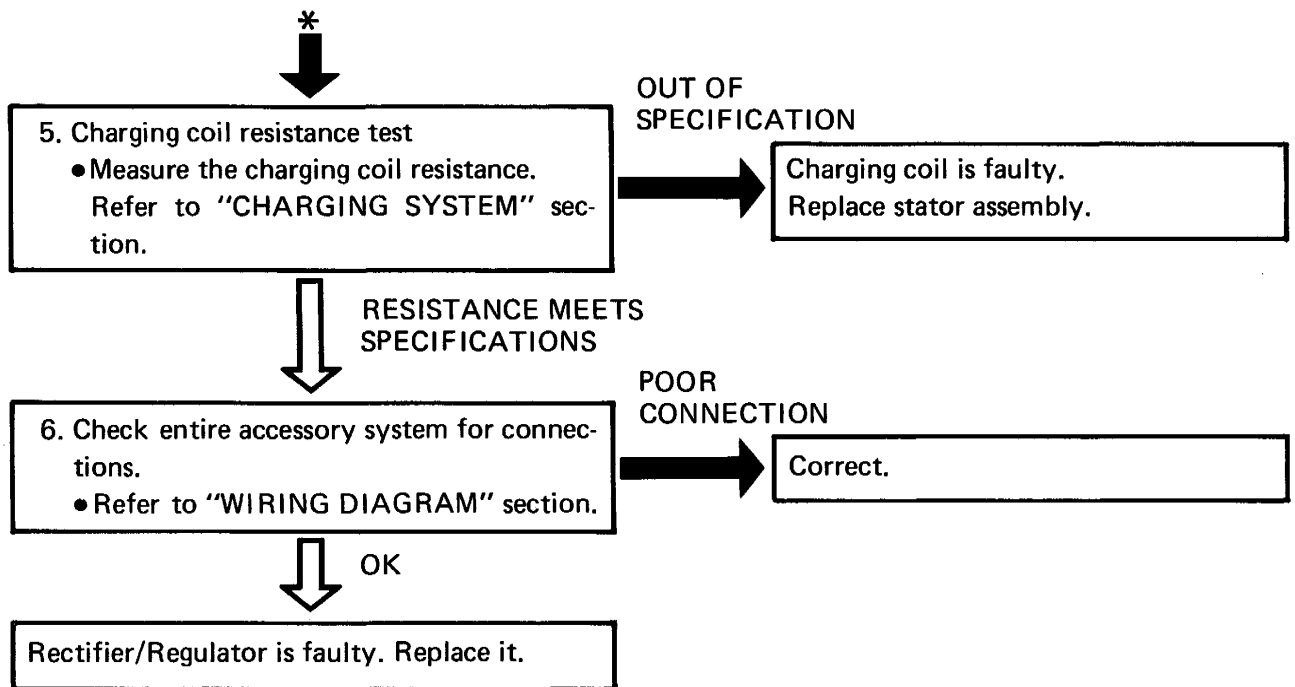 *
5. Charging coil resistance test
● Measure the charging coil resistance.
Refer to "CHARGING SYSTEM" sec-
tion.
OUT OF
SPECIFICATION
Charging coil is faulty.
Replace stator assembly.
RESISTANCE MEETS
SPECIFICATIONS
6. Check entire accessory system for connec-
tions.
● Refer to "WIRING DIAGRAM" section.
POOR
CONNECTION
Correct.
OK
Rectifier/Regulator is faulty. Replace it.